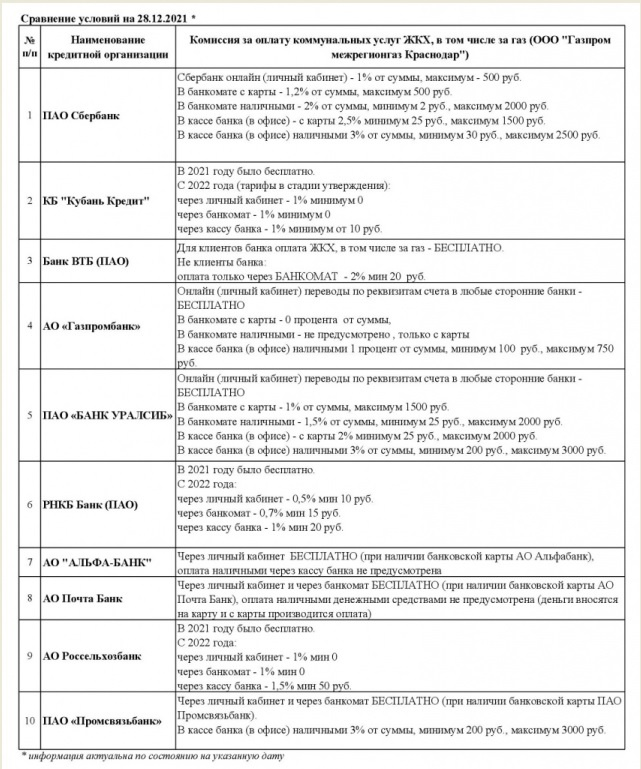 Сравнение условий на 28.12.2021 *
№ п/п
Наименование
кредитной организации
Комиссия за оплату коммунальных услуг ЖКХ, в том числе за газ (ООО "Газпром
межрегионгаз Краснодар")
1
ПАО Сбербанк
Сбербанк онлайн (личный кабинет) - 1% от суммы, максимум - 500 руб.
В банкомате с карты - 1,2% от суммы, максимум 500 руб.
В банкомате наличными - 2% от суммы, минимум 2 руб., максимум 2000 руб.
В кассе банка (в офисе) - с карты 2,5% минимум 25 руб., максимум 1500 руб.
В кассе банка (в офисе) наличными 3% от суммы, минимум 30 руб., максимум 2500 руб.
2
КБ "Кубань Кредит"
В 2021 году было бесплатно.
С 2022 года (тарифы в стадии утверждения):
через личный кабинет - 1% минимум 0
через банкомат - 1% минимум 0
через кассу банка - 1% минимум от 10 руб.
3
Банк ВТБ (ПАО)
Для клиентов банка оплата ЖКХ, в том числе за газ - БЕСПЛАТНО.
Не клиенты банка:
оплата только через БАНКОМАТ - 2% мин 20 руб.
4
АО «Газпромбанк»
Онлайн (личный кабинет) переводы по реквизитам счета в любые сторонние банки -
БЕСПЛАТНО
В банкомате с карты - 0 процента от суммы,
В банкомате наличными - не предусмотрено , только с карты
В кассе банка (в офисе) наличными 1 процент от суммы, минимум 100 руб., максимум 750
руб.
5
ПАО «БАНК УРАЛСИБ»
Онлайн (личный кабинет) переводы по реквизитам счета в любые сторонние банки -
БЕСПЛАТНО
В банкомате с карты - 1% от суммы, максимум 1500 руб.
В банкомате наличными - 1,5% от суммы, минимум 25 руб., максимум 2000 руб.
В кассе банка (в офисе) - с карты 2% минимум 25 руб., максимум 2000 руб.
В кассе банка (в офисе) наличными 3% от суммы, минимум 200 руб., максимум 3000 руб.
6
РНКБ Банк (ПАО)
В 2021 году было бесплатно.
С 2022 года:
через личный кабинет - 0,5% мин 10 руб.
через банкомат - 0,7% мин 15 руб.
через кассу банка - 1% мин 20 руб.
7
АО "АЛЬФА-БАНК"
Через личный кабинет БЕСПЛАТНО (при наличии банковской карты АО Альфабанк),
оплата наличными через кассу банка не предусмотрена
8
АО Почта Банк
Через личный кабинет и через банкомат БЕСПЛАТНО (при наличии банковской карты АО
Почта Банк), оплата наличными денежными средствами не предусмотрена (деньги вносятся
на карту и с карты производится оплата)
9
АО Россельхозбанк
В 2021 году было бесплатно.
С 2022 года:
через личный кабинет - 1% мин 0
через банкомат - 1% мин 0
через кассу банка - 1,5% мин 50 руб.
10
ПАО «Промсвязьбанк»
Через личный кабинет и через банкомат БЕСПЛАТНО (при наличии банковской карты ПАО
Промсвязьбанк).
В кассе банка (в офисе) наличными 3% от суммы, минимум 200 руб., максимум 3000 руб.
* информация актуальна по состоянию на указанную дату